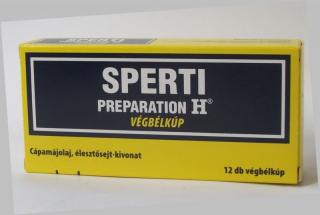 SPERTI
PREPARATION H®
VÉGBÉLKÚP
Cápamájolaj, élesztősejt-kivonat
12 db végbélkúp